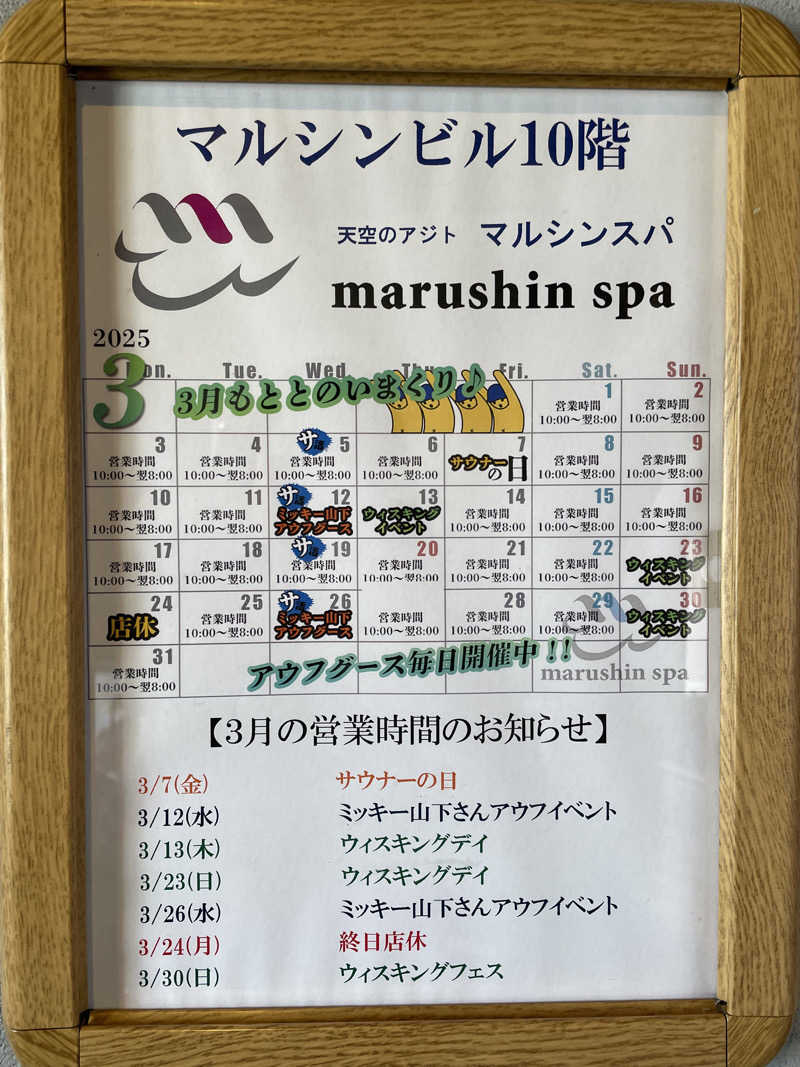 マルシンビル10階
天空のアジト マルシンスパ
marushin spa
2025
3
Mon. Tue. Wed. Thu. Fri. Sat. Sun.
3月もととのいまくり♪
1 2
営業時間 営業時間
10:00～翌8:00 10:00～翌8:00
3 4 サ 5 6 7 8 9
営業時間 営業時間 営業時間 営業時間 サウナーの日 営業時間 営業時間
10:00～翌8:00 10:00～翌8:00 10:00～翌8:00 10:00～翌8:00 10:00～翌8:00 10:00～翌8:00
10 11 サ 12 13 14 15 16
営業時間 営業時間 ミッキー山下 ウィスキング 営業時間 営業時間 営業時間
10:00～翌8:00 10:00～翌8:00 アウフグース イベント 10:00～翌8:00 10:00～翌8:00 10:00～翌8:00
17 18 サ 19 20 21 22 23
営業時間 営業時間 営業時間 営業時間 営業時間 営業時間 ウィスキング
10:00～翌8:00 10:00～翌8:00 10:00～翌8:00 10:00～翌8:00 10:00～翌8:00 10:00～翌8:00 イベント
24 25 サ 26 28 29 30
店休 営業時間 ミッキー山下 営業時間 営業時間 営業時間 ウィスキング
10:00～翌8:00 アウフグース 10:00～翌8:00 10:00～翌8:00 10:00～翌8:00 イベント
31
営業時間
10:00～翌8:00
アウフグース毎日開催中!!
marushin spa
【3月の営業時間のお知らせ】
3/7(金) サウナーの日
3/12(水) ミッキー山下さんアウフイベント
3/13(木) ウィスキングデイ
3/23(日) ウィスキングデイ
3/26(水) ミッキー山下さんアウフイベント
3/24(月) 終日店休
3/30(日) ウィスキングフェス